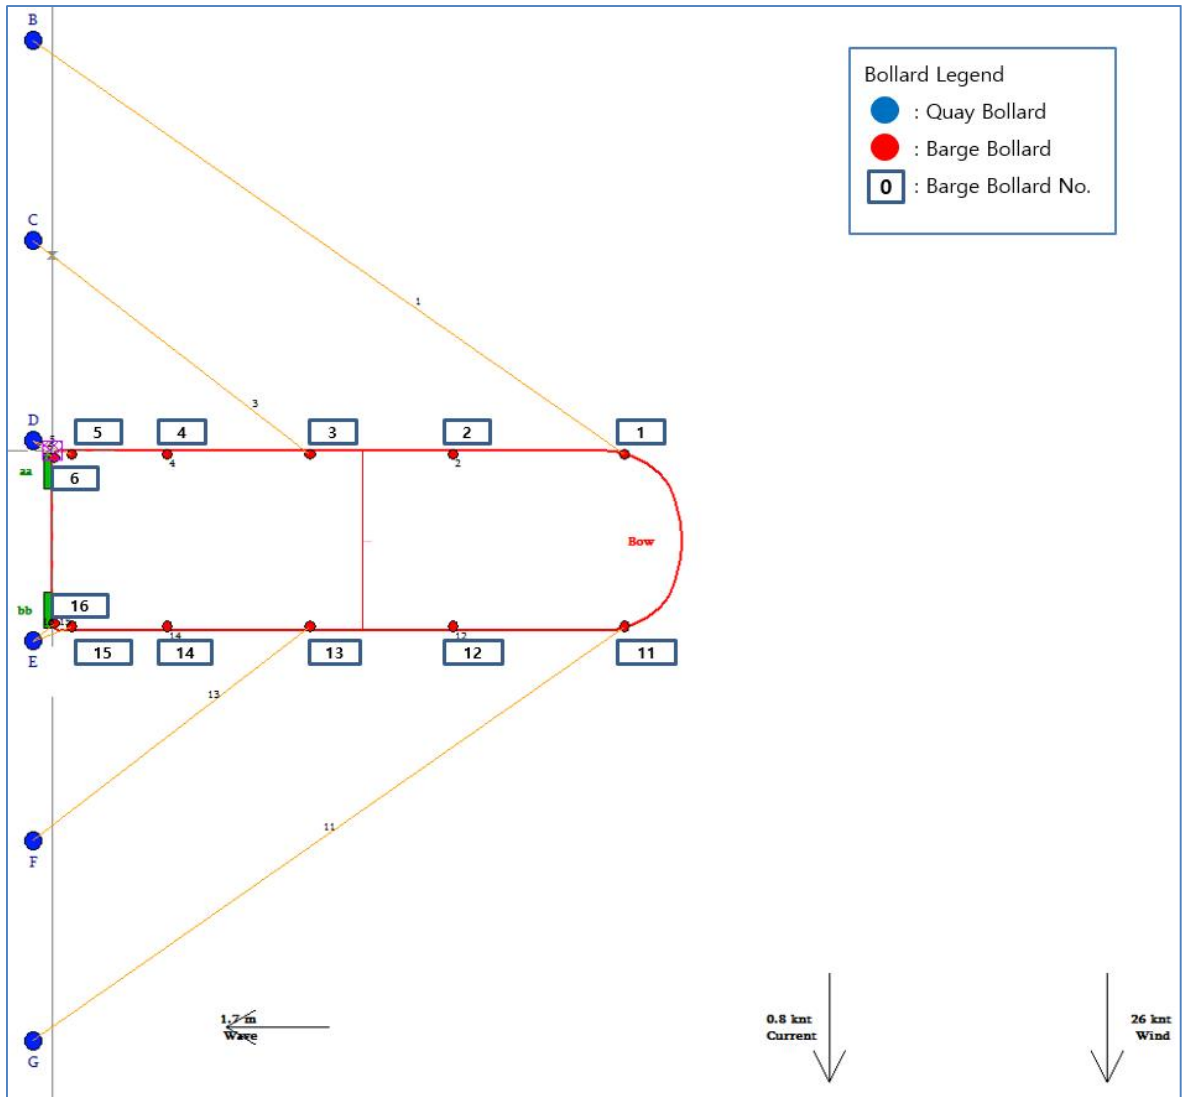 B
Bollard Legend
: Quay Bollard
: Barge Bollard
0 : Barge Bollard No.
C
1
3
D
5
4
3
2
1
4
2
aa
6
Bow
bb
16
E
14
12
15
14
13
12
11
13
11
F
G
1.7 m
Wave
0.8 knt
Current
26 knt
Wind